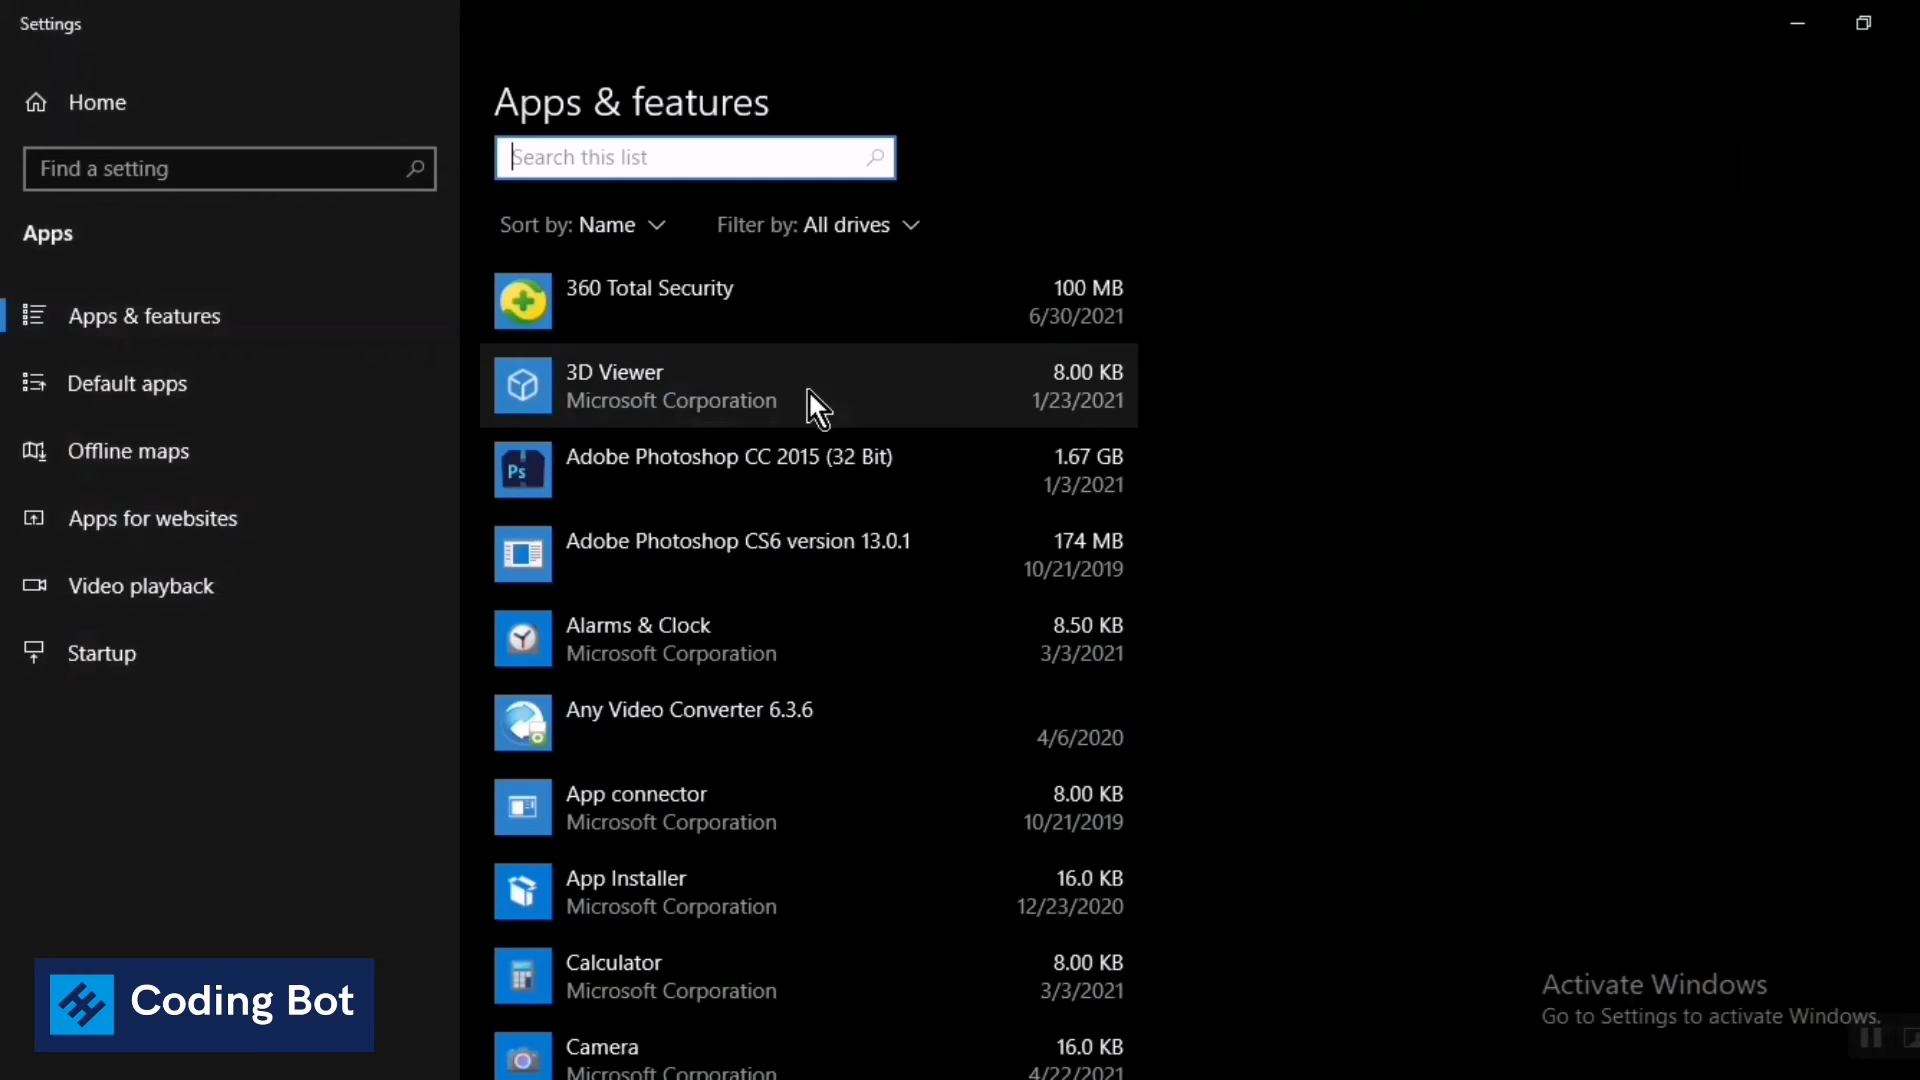 Settings
Home
Find a setting
Apps
Apps & features
Default apps
Offline maps
Apps for websites
Video playback
Startup
Coding Bot
Apps & features
Search this list
Sort by: Name
Filter by: All drives
360 Total Security
100 MB
6/30/2021
3D Viewer
8.00 KB
Microsoft Corporation
1/23/2021
Adobe Photoshop CC 2015 (32 Bit)
1.67 GB
1/3/2021
Ps
Adobe Photoshop CS6 version 13.0.1
174 MB
10/21/2019
Alarms & Clock
8.50 KB
Microsoft Corporation
3/3/2021
Any Video Converter 6.3.6
4/6/2020
App connector
8.00 KB
Microsoft Corporation
10/21/2019
App Installer
16.0 KB
Microsoft Corporation
12/23/2020
Calculator
8.00 KB
Microsoft Corporation
3/3/2021
Camera
16.0 KB
Microsoft Corporation
4/22/2021
Activate Windows
Go to Settings to activate Windows.